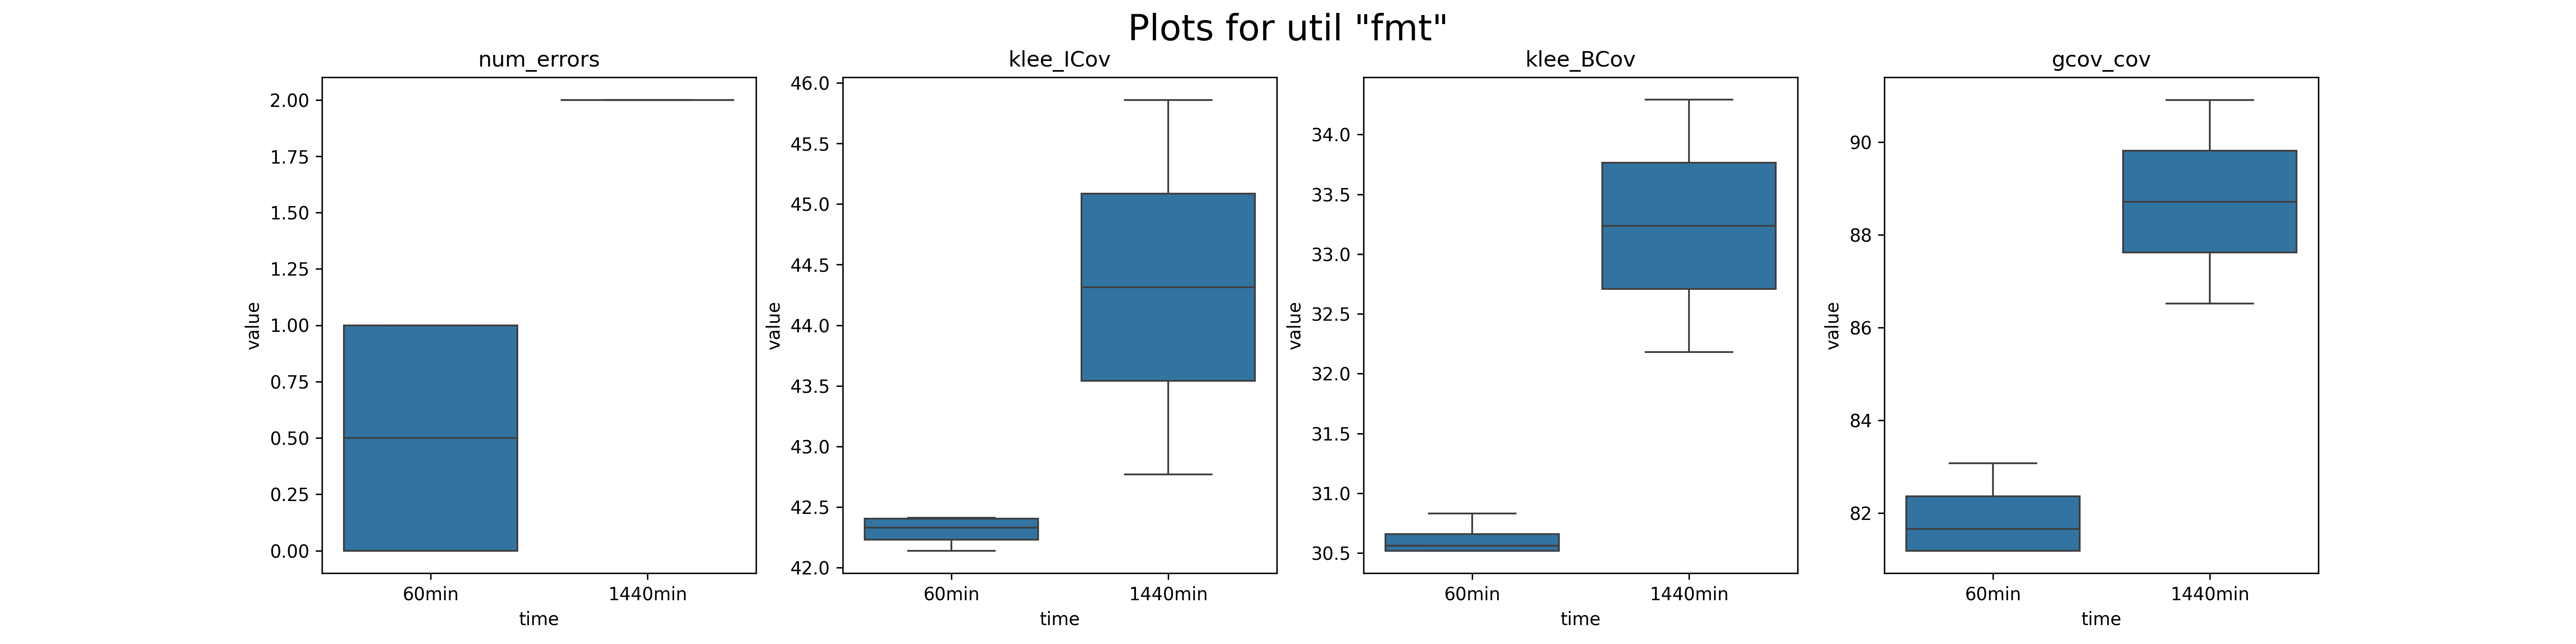 Plots for util "fmt"
num_errors
value
2.00
1.75
1.50
1.25
1.00
0.75
0.50
0.25
0.00
60min
1440min
time
klee_ICov
value
46.0
45.5
45.0
44.5
44.0
43.5
43.0
42.5
42.0
60min
1440min
time
klee_BCov
value
34.0
33.5
33.0
32.5
32.0
31.5
31.0
30.5
60min
1440min
time
gcov_cov
value
90
88
86
84
82
60min
1440min
time